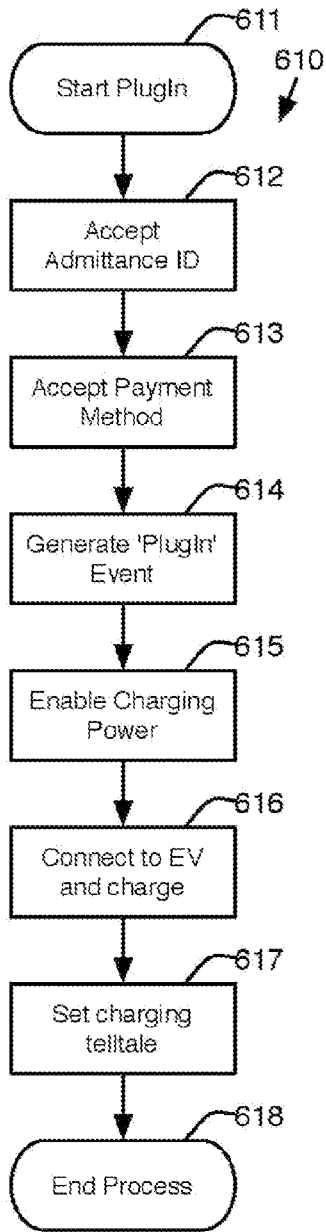 611
610
Start PlugIn
612
Accept
Admittance ID
613
Accept Payment
Method
614
Generate 'PlugIn'
Event
615
Enable Charging
Power
616
Connect to EV
and charge
617
Set charging
telltale
618
End Process